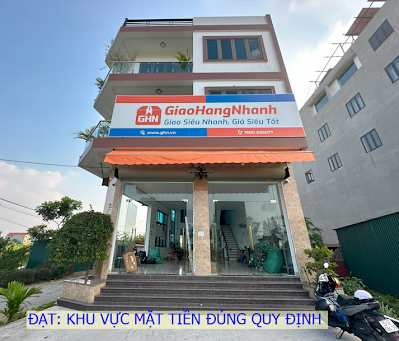 GHN
GiaoHangNhanh
Giao Siêu Nhanh, Giá Siêu Tốt
www.ghn.vn
1900 636677
ĐẠT: KHU VỰC MẶT TIỀN ĐÚNG QUY ĐỊNH